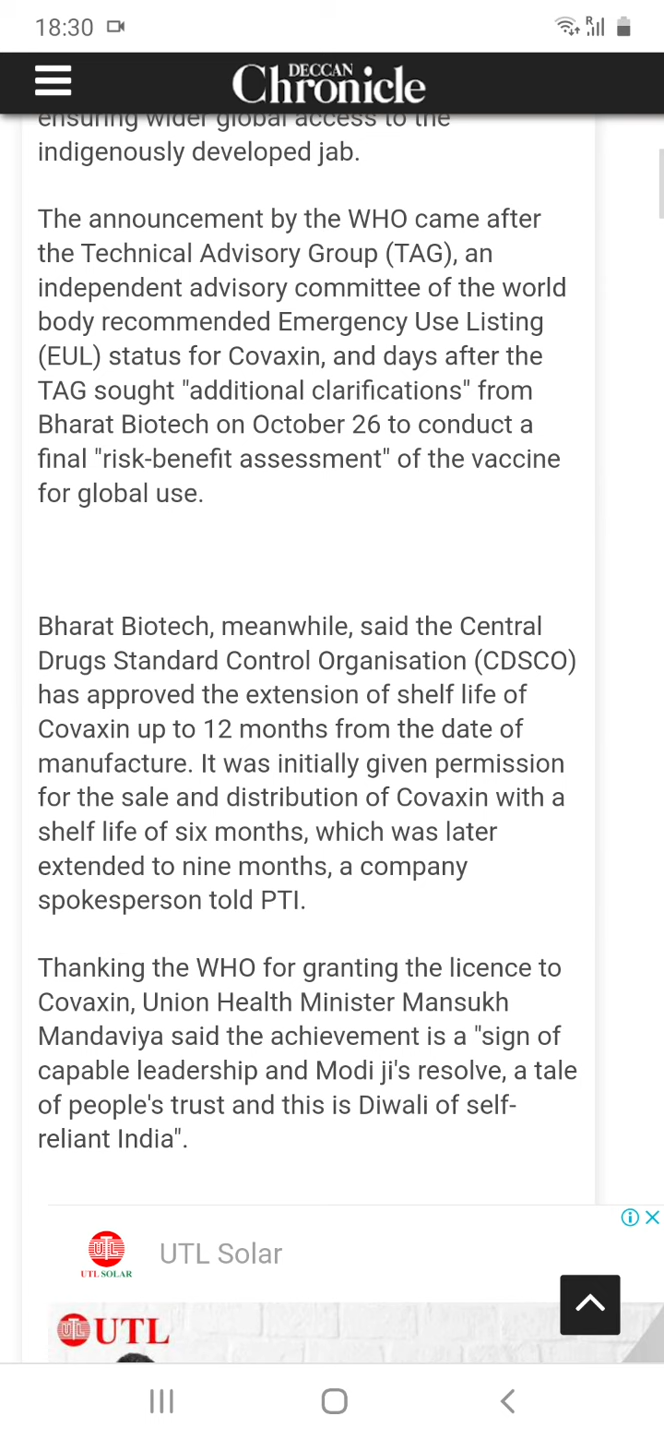 18:30
R
DECCAN
Chronicle
ensuring wider global access to the
indigenously developed jab.
The announcement by the WHO came after
the Technical Advisory Group (TAG), an
independent advisory committee of the world
body recommended Emergency Use Listing
(EUL) status for Covaxin, and days after the
TAG sought "additional clarifications" from
Bharat Biotech on October 26 to conduct a
final "risk-benefit assessment" of the vaccine
for global use.
Bharat Biotech, meanwhile, said the Central
Drugs Standard Control Organisation (CDSCO)
has approved the extension of shelf life of
Covaxin up to 12 months from the date of
manufacture. It was initially given permission
for the sale and distribution of Covaxin with a
shelf life of six months, which was later
extended to nine months, a company
spokesperson told PTI.
Thanking the WHO for granting the licence to
Covaxin, Union Health Minister Mansukh
Mandaviya said the achievement is a "sign of
capable leadership and Modi ji's resolve, a tale
of people's trust and this is Diwali of self-
reliant India".
UTL
UTL SOLAR
UTL Solar
UTL UTL